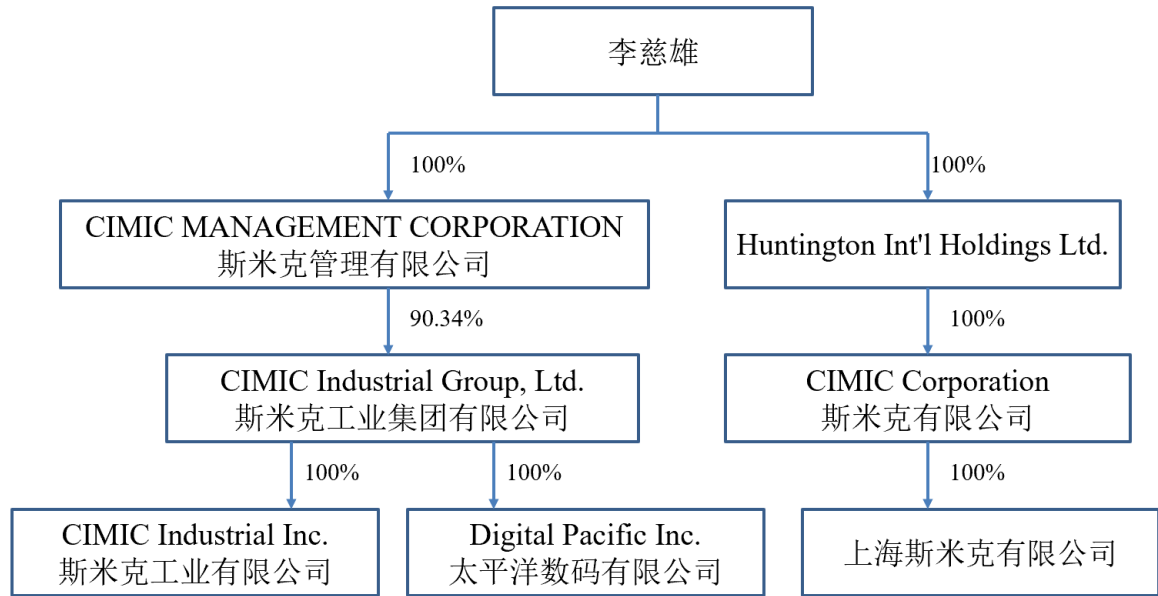 李慈雄
100%
100%
CIMIC MANAGEMENT CORPORATION
斯米克管理有限公司
Huntington Int'l Holdings Ltd.
90.34%
100%
CIMIC Industrial Group, Ltd.
斯米克工业集团有限公司
CIMIC Corporation
斯米克有限公司
100%
100%
100%
CIMIC Industrial Inc.
斯米克工业有限公司
Digital Pacific Inc.
太平洋数码有限公司
上海斯米克有限公司